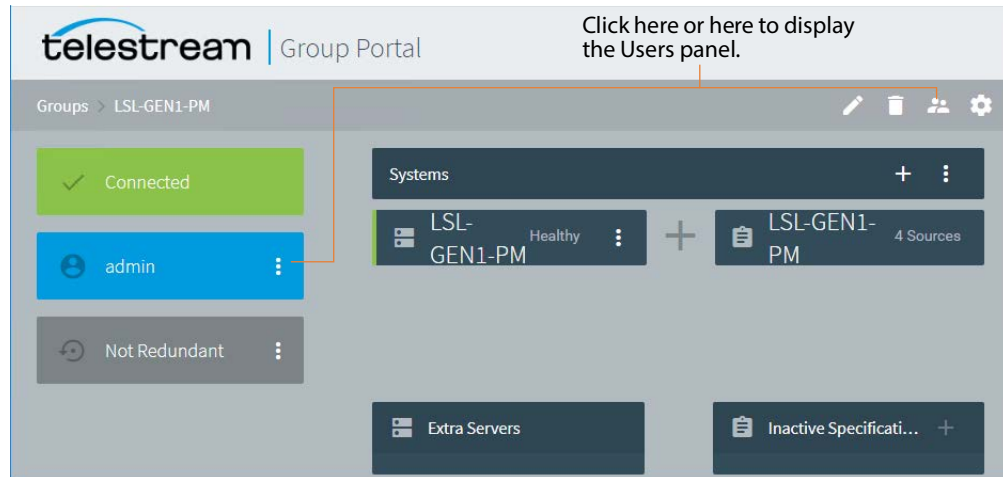 telestream | Group Portal
Click here or here to display
the Users panel.
Groups > LSL-GEN1-PM
Connected
admin
Not Redundant
Systems
LSL-
GEN1-PM
Healthy
LSL-GEN1-
PM
4 Sources
Extra Servers
Inactive Specificati...